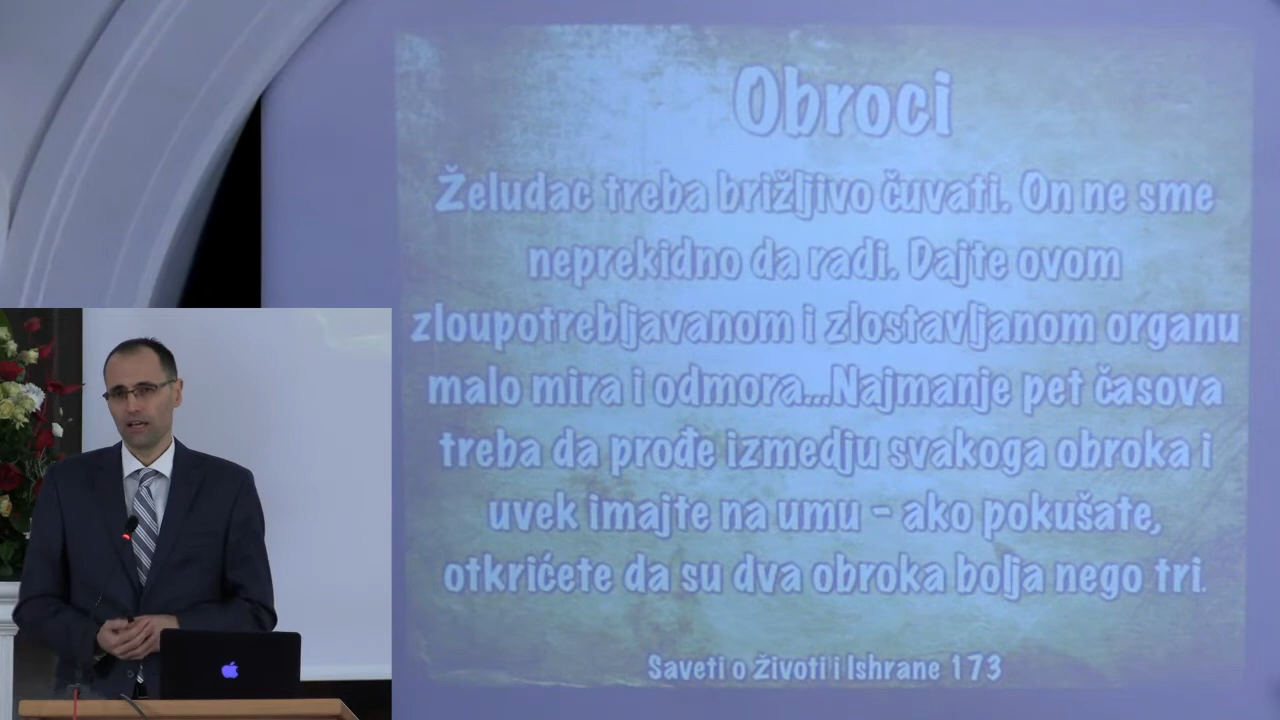 Obroci
Želudac treba brižljivo čuvati. On ne sme
neprekidno da radi. Dajte ovom
zloupotrebljavanom i zlostavljanom organu
malo mira i odmora...Najmanje pet časova
treba da prođe izmedju svakoga obroka i
uvek imajte na umu - ako pokušate,
otkrićete da su dva obroka bolja nego tri.
Saveti o Životi i Ishrane 173